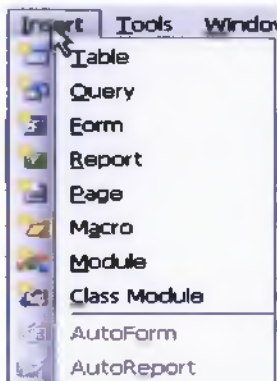 Insert Tools Window
Table
Query
Form
Report
Page
Macro
Module
Class Module
AutoForm
AutoReport